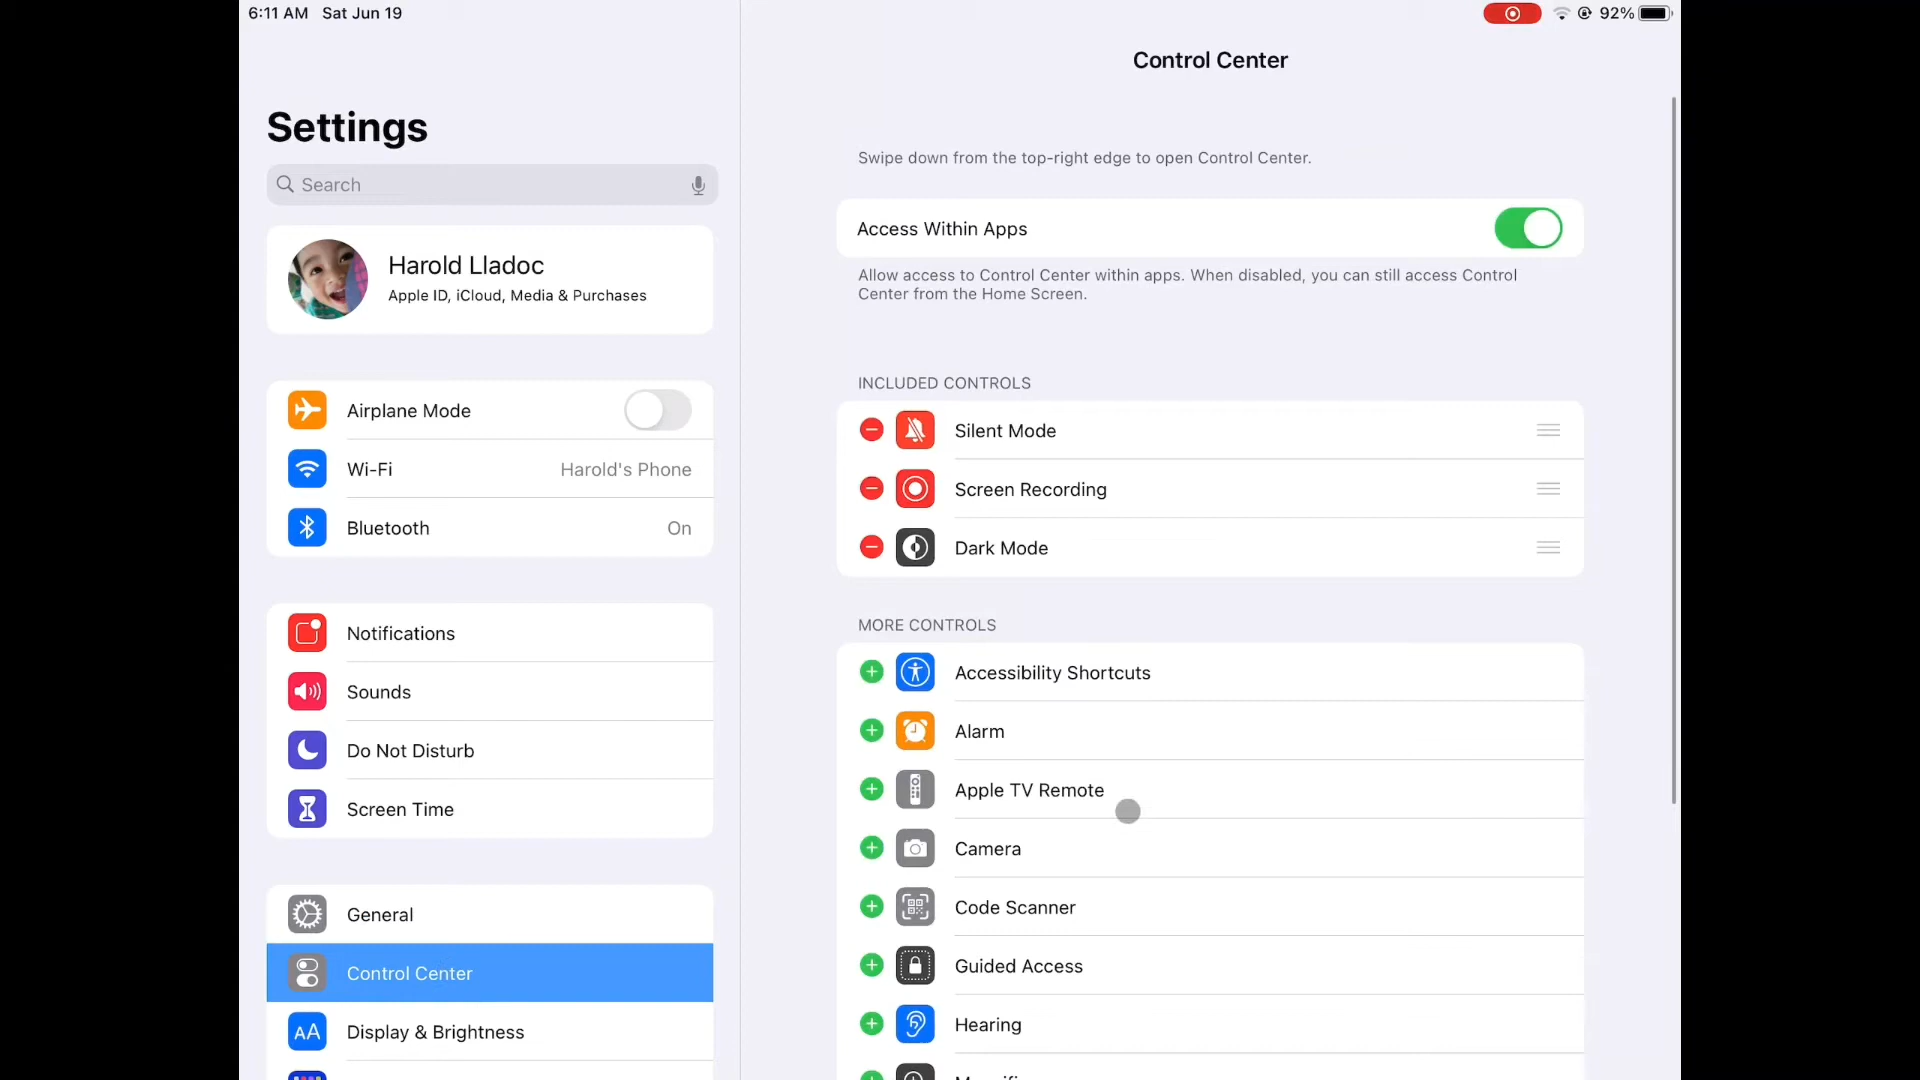 6:11 AM Sat Jun 19
92%
Settings
Search
Harold Lladoc
Apple ID, iCloud, Media & Purchases
Airplane Mode
Wi-Fi Harold's Phone
Bluetooth On
Notifications
Sounds
Do Not Disturb
Screen Time
General
Control Center
AA Display & Brightness
Control Center
Swipe down from the top-right edge to open Control Center.
Access Within Apps
Allow access to Control Center within apps. When disabled, you can still access Control
Center from the Home Screen.
INCLUDED CONTROLS
Silent Mode
Screen Recording
Dark Mode
MORE CONTROLS
Accessibility Shortcuts
Alarm
Apple TV Remote
Camera
Code Scanner
Guided Access
Hearing